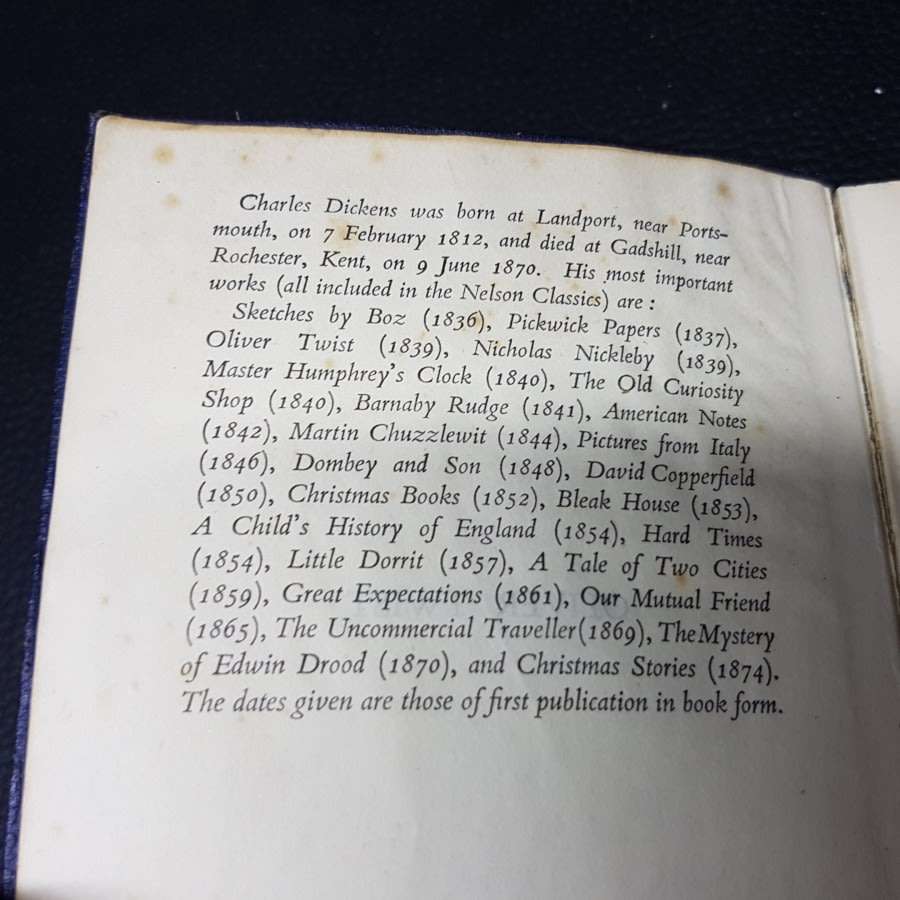 Charles Dickens was born at Landport, near Ports-
mouth, on 7 February 1812, and died at Gadshill, near
Rochester, Kent, on 9 June 1870. His most important
works (all included in the Nelson Classics) are :
Sketches by Boz (1836), Pickwick Papers (1837),
Oliver Twist (1839), Nicholas Nickleby (1839),
Master Humphrey's Clock (1840), The Old Curiosity
Shop (1840), Barnaby Rudge (1841), American Notes
(1842), Martin Chuzzlewit (1844), Pictures from Italy
(1846), Dombey and Son (1848), David Copperfield
(1850), Christmas Books (1852), Bleak House (1853),
A Child's History of England (1854), Hard Times
(1854), Little Dorrit (1857), A Tale of Two Cities
(1859), Great Expectations (1861), Our Mutual Friend
(1865), The Uncommercial Traveller (1869), The Mystery
of Edwin Drood (1870), and Christmas Stories (1874).
The dates given are those of first publication in book form.